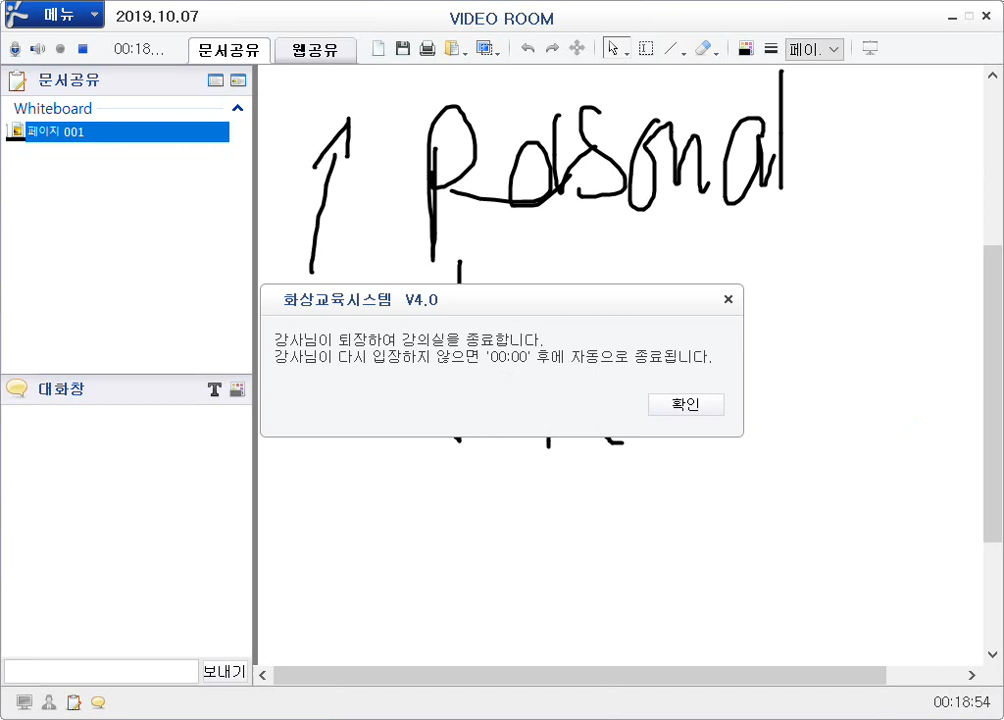 메뉴 2019.10.07 VIDEO ROOM
00:18... 문서공유 웹공유 T 페이.
문서공유
Whiteboard
페이지 001
화상교육시스템 V4.0
강사님이 퇴장하여 강의실을 종료합니다.
강사님이 다시 입장하지 않으면 '00:00' 후에 자동으로 종료됩니다.
확인
대화창 T
보내기
00:18:54